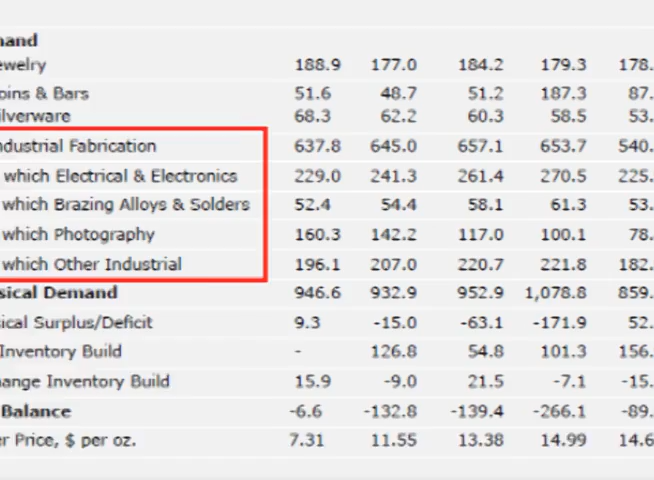 mand
ewelry 188.9 177.0 184.2 179.3 178.
oins & Bars 51.6 48.7 51.2 187.3 87.
ilverware 68.3 62.2 60.3 58.5 53.
ndustrial Fabrication 637.8 645.0 657.1 653.7 540.
which Electrical & Electronics 229.0 241.3 261.4 270.5 225.
which Brazing Alloys & Solders 52.4 54.4 58.1 61.3 53.
which Photography 160.3 142.2 117.0 100.1 78.
which Other Industrial 196.1 207.0 220.7 221.8 182.
sical Demand 946.6 932.9 952.9 1,078.8 859.
ical Surplus/Deficit 9.3 -15.0 -63.1 -171.9 52.
Inventory Build - 126.8 54.8 101.3 156.
hange Inventory Build 15.9 -9.0 21.5 -7.1 -15.
Balance -6.6 -132.8 -139.4 -266.1 -89.
er Price, $ per oz. 7.31 11.55 13.38 14.99 14.6